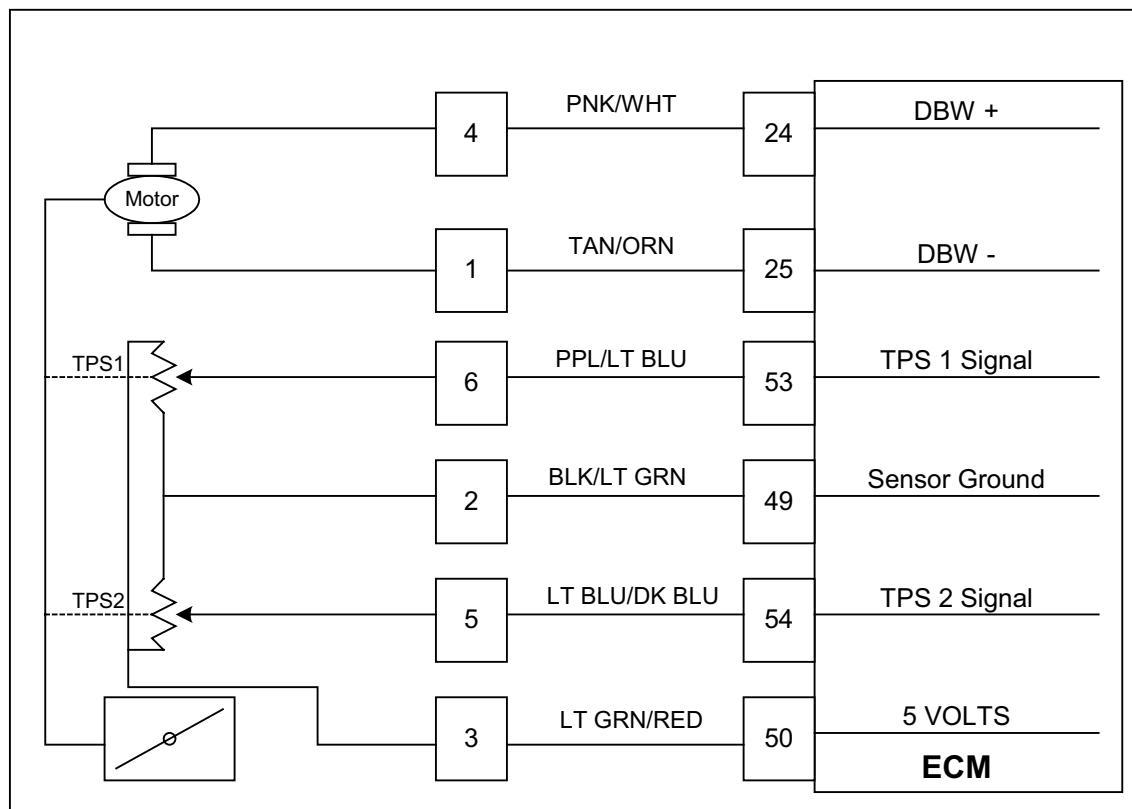 4 PNK/WHT 24 DBW +
Motor
1 TAN/ORN 25 DBW -
TPS1 6 PPL/LT BLU 53 TPS 1 Signal
2 BLK/LT GRN 49 Sensor Ground
TPS2 5 LT BLU/DK BLU 54 TPS 2 Signal
3 LT GRN/RED 50 5 VOLTS
ECM